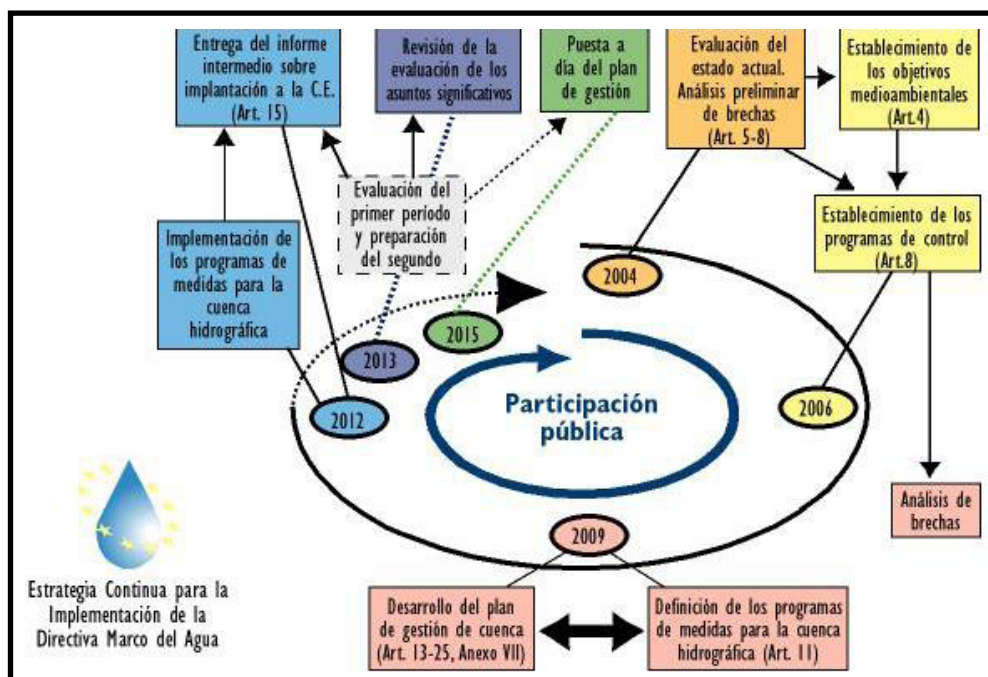 Entrega del informe
intermedio sobre
implantación a la C.E.
(Art. 15)
Revisión de la
evaluación de los
asuntos significativos
Puesta a
día del plan
de gestión
Evaluación del
estado actual.
Análisis preliminar
de brechas
(Art. 5-8)
Establecimiento de
los objetivos
medioambientales
(Art.4)
Evaluación del
primer período
y preparación
del segundo
Implementación de
los programas de
medidas para la
cuenca
hidrográfica
Establecimiento de los
programas de control
(Art.8)
2004
2015
2013
2012
2006
Participación
pública
Análisis de
brechas
2009
Estrategia Continua para la
Implementación de la
Directiva Marco del Agua
Desarrollo del plan
de gestión de cuenca
(Art. 13-25, Anexo VII)
Definición de los programas
de medidas para la cuenca
hidrográfica (Art. 11)